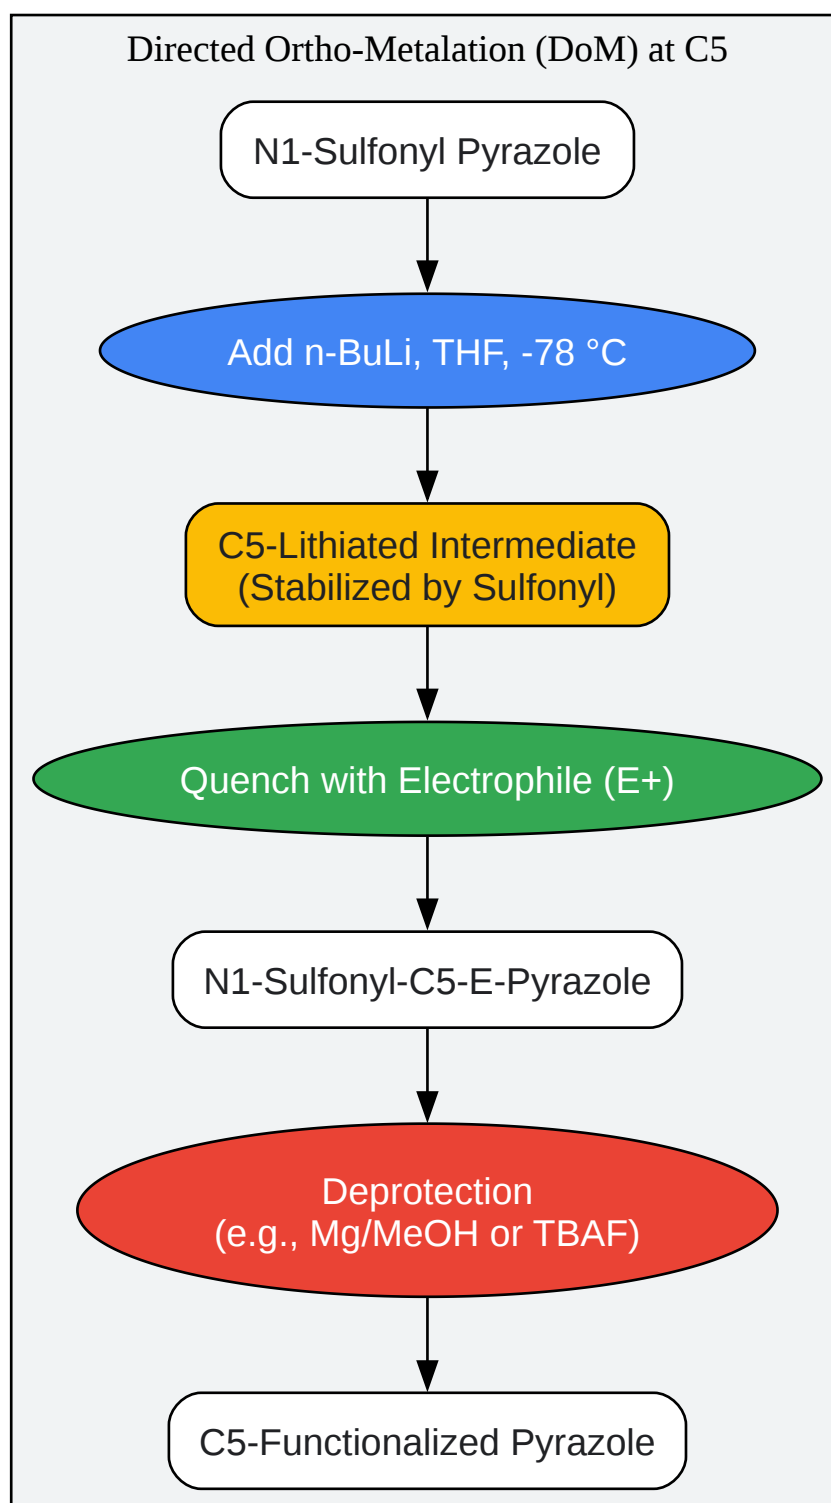 Directed Ortho-Metalation (DoM) at C5
N1-Sulfonyl Pyrazole
Add n-BuLi, THF, -78 °C
C5-Lithiated Intermediate
(Stabilized by Sulfonyl)
Quench with Electrophile (E+)
N1-Sulfonyl-C5-E-Pyrazole
Deprotection
(e.g., Mg/MeOH or TBAF)
C5-Functionalized Pyrazole